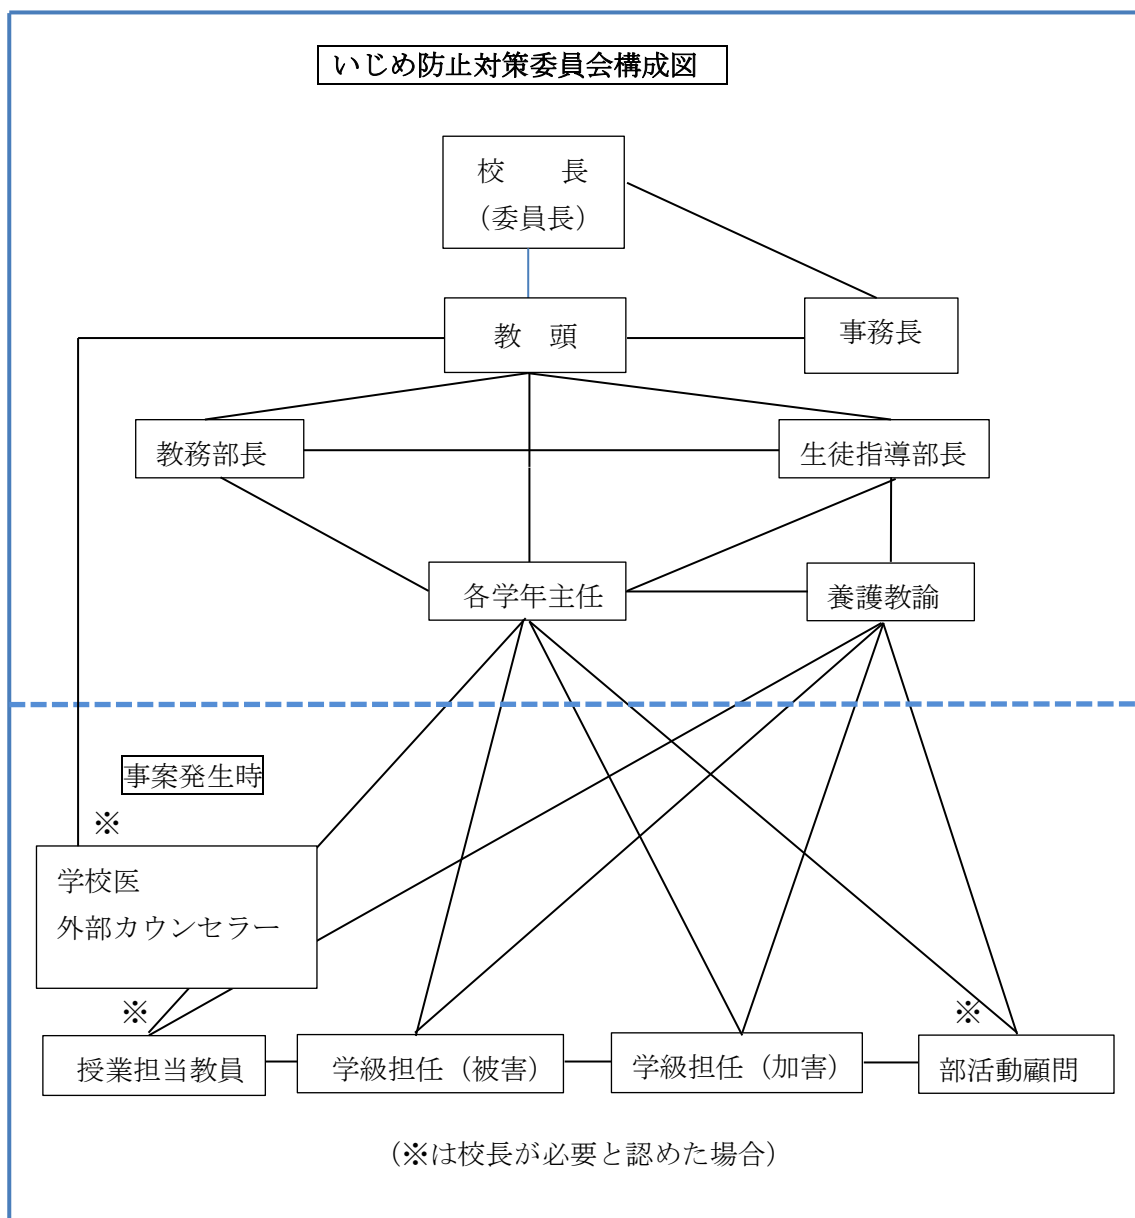 いじめ防止対策委員会構成図
校　　長
（委員長）
教　頭
事務長
教務部長
生徒指導部長
各学年主任
養護教諭
事案発生時
※
学校医
外部カウンセラー
※
※
授業担当教員
学級担任（被害）
学級担任（加害）
部活動顧問
（※は校長が必要と認めた場合）